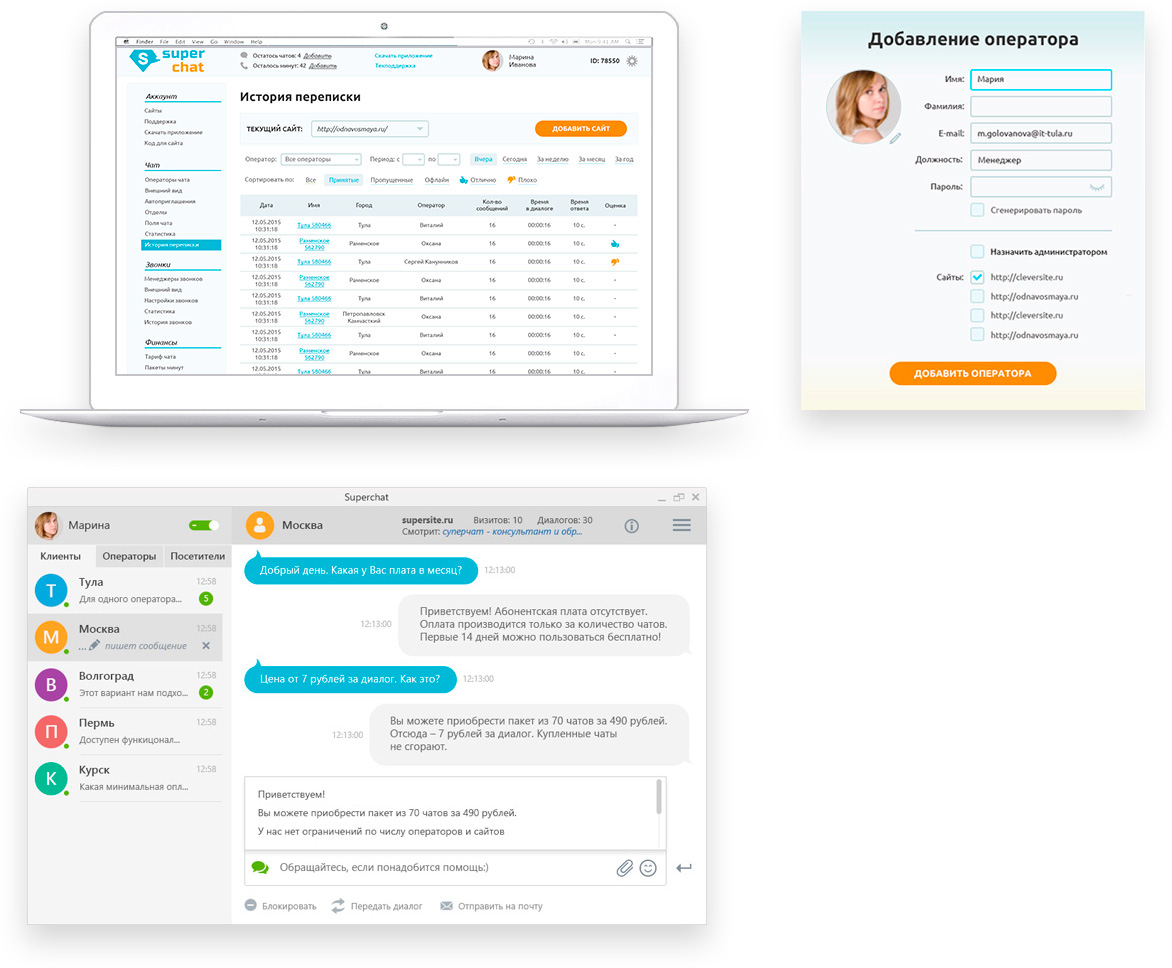 Finder File Edit View Go Window Help
Mon 9:41 AM
super
chat
Осталось чатов: 4 Добавить
Осталось минут: 42 Добавить
Скачать приложение
Техподдержка
Марина
Иванова
ID: 78550
Аккаунт
Сайты
Поддержка
Скачать приложение
Код для сайта
Чат
Операторы чата
Внешний вид
Автоприглашения
Отделы
Поля чата
Статистика
История переписки
Звонки
Менеджеры звонков
Внешний вид
Настройки звонков
Статистика
История звонков
Финансы
Тариф чата
Пакеты минут
История переписки
ТЕКУЩИЙ САЙТ: http://odnavosmaya.ru/ ДОБАВИТЬ САЙТ
Оператор: Все операторы Период: с по Вчера Сегодня За неделю За месяц За год
Сортировать по: Все Принятые Пропущенные Офлайн Отлично Плохо
Дата Имя Город Оператор Кол-во сообщений Время в диалоге Время ответа Оценка
12.05.2015 10:31:18 Тула 580466 Тула Виталий 16 00:00:16 10 с. -
12.05.2015 10:31:18 Раменское 562790 Раменское Оксана 16 00:00:16 10 с.
12.05.2015 10:31:18 Тула 580466 Тула Сергей Канунников 16 00:00:16 10 с.
12.05.2015 10:31:18 Раменское 562790 Раменское Оксана 16 00:00:16 10 с. -
12.05.2015 10:31:18 Тула 580466 Тула Виталий 16 00:00:16 10 с. -
12.05.2015 10:31:18 Раменское 562790 Петропавловск Камчасткий Оксана 16 00:00:16 10 с. -
12.05.2015 10:31:18 Тула 580466 Тула Виталий 16 00:00:16 10 с. -
12.05.2015 10:31:18 Раменское 562790 Раменское Оксана 16 00:00:16 10 с. -
12.05.2015 10:31:18 Тула 580466 Тула Виталий 16 00:00:16 10 с. -
Добавление оператора
Имя: Мария
Фамилия:
E-mail: m.golovanova@it-tula.ru
Должность: Менеджер
Пароль:
Сгенерировать пароль
Назначить администратором
Сайты: http://cleversite.ru
http://odnavosmaya.ru
http://cleversite.ru
http://odnavosmaya.ru
ДОБАВИТЬ ОПЕРАТОРА
Superchat
Марина
Клиенты Операторы Посетители
Т Тула 12:58
Для одного оператора... 5
М Москва 12:58
... пишет сообщение
В Волгоград 12:58
Этот вариант нам подхо... 2
П Пермь 12:58
Доступен функицонал...
К Курск 12:58
Какая минимальная опл...
Москва
supersite.ru Визитов: 10 Диалогов: 30
Смотрит: суперчат - консультант и обр...
Добрый день. Какая у Вас плата в месяц? 12:13:00
12:13:00
Приветствуем! Абонентская плата отсутствует.
Оплата производится только за количество чатов.
Первые 14 дней можно пользоваться бесплатно!
Цена от 7 рублей за диалог. Как это? 12:13:00
12:13:00
Вы можете приобрести пакет из 70 чатов за 490 рублей.
Отсюда – 7 рублей за диалог. Купленные чаты
не сгорают.
Приветствуем!
Вы можете приобрести пакет из 70 чатов за 490 рублей.
У нас нет ограничений по числу операторов и сайтов
Обращайтесь, если понадобится помощь:)
Блокировать Передать диалог Отправить на почту